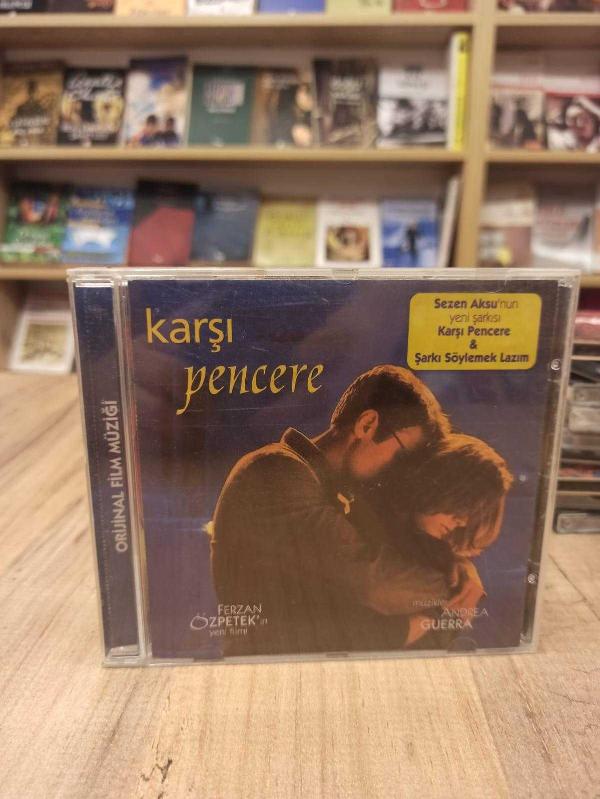 karşı
pencere
Sezen Aksu'nun
yeni şarkısı
Karşı Pencere
&
Şarkı Söylemek Lazım
ORİJİNAL FİLM MÜZİĞİ
FERZAN
ÖZPETEK'in
yeni filmi
müzikler
ANDREA
GUERRA